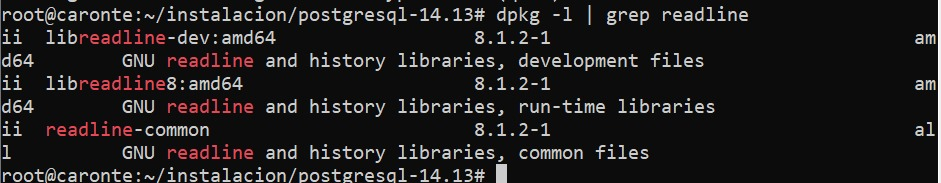 root@caronte:~/instalacion/postgresql-14.13# dpkg -l | grep readline
ii  libreadline-dev:amd64                  8.1.2-1                                    am
d64        GNU readline and history libraries, development files
ii  libreadline8:amd64                     8.1.2-1                                    am
d64        GNU readline and history libraries, run-time libraries
ii  readline-common                        8.1.2-1                                    al
l          GNU readline and history libraries, common files
root@caronte:~/instalacion/postgresql-14.13#